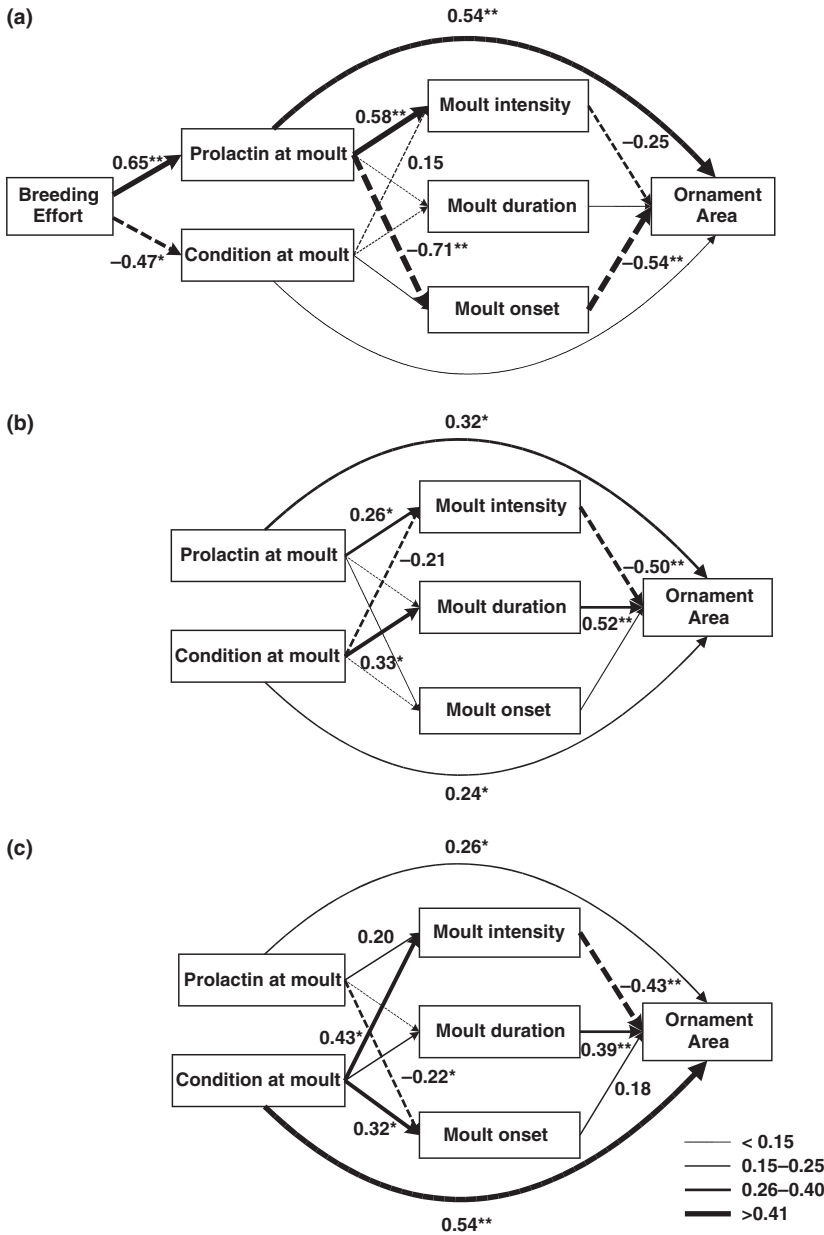 (a)
0.54**
Moult intensity
0.58**
Prolactin at moult
0.65**
0.15
−0.25
Breeding
Effort
Moult duration
Ornament
Area
Condition at moult
−0.47*
−0.71**
−0.54**
Moult onset
(b)
0.32*
Moult intensity
0.26*
Prolactin at moult
−0.21
−0.50**
Moult duration
Ornament
Area
0.52**
Condition at moult
0.33*
Moult onset
0.24*
(c)
0.26*
Moult intensity
0.20
Prolactin at moult
−0.43**
0.43*
Moult duration
Ornament
Area
0.39**
Condition at moult
−0.22*
0.18
0.32*
Moult onset
0.54**
< 0.15
0.15–0.25
0.26–0.40
>0.41